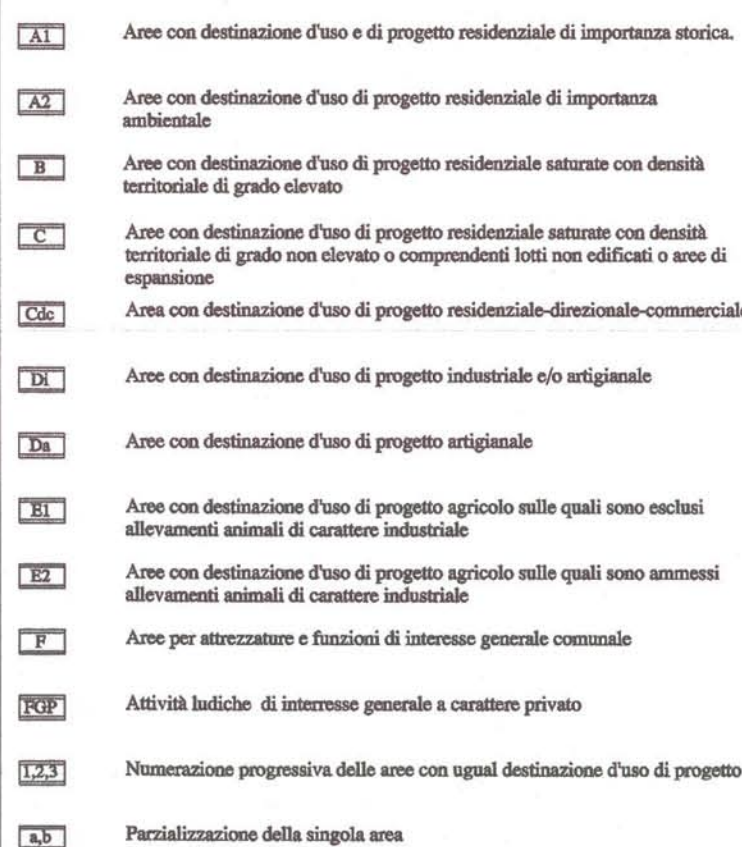 A1 Aree con destinazione d'uso e di progetto residenziale di importanza storica.
A2 Aree con destinazione d'uso di progetto residenziale di importanza
ambientale
B Aree con destinazione d'uso di progetto residenziale saturate con densità
territoriale di grado elevato
C Aree con destinazione d'uso di progetto residenziale saturate con densità
territoriale di grado non elevato o comprendenti lotti non edificati o aree di
espansione
Cdc Area con destinazione d'uso di progetto residenziale-direzionale-commerciale
Di Aree con destinazione d'uso di progetto industriale e/o artigianale
Da Aree con destinazione d'uso di progetto artigianale
E1 Aree con destinazione d'uso di progetto agricolo sulle quali sono esclusi
allevamenti animali di carattere industriale
E2 Aree con destinazione d'uso di progetto agricolo sulle quali sono ammessi
allevamenti animali di carattere industriale
F Aree per attrezzature e funzioni di interesse generale comunale
FGP Attività ludiche di interresse generale a carattere privato
1,2,3 Numerazione progressiva delle aree con ugual destinazione d'uso di progetto
a,b Parzializzazione della singola area